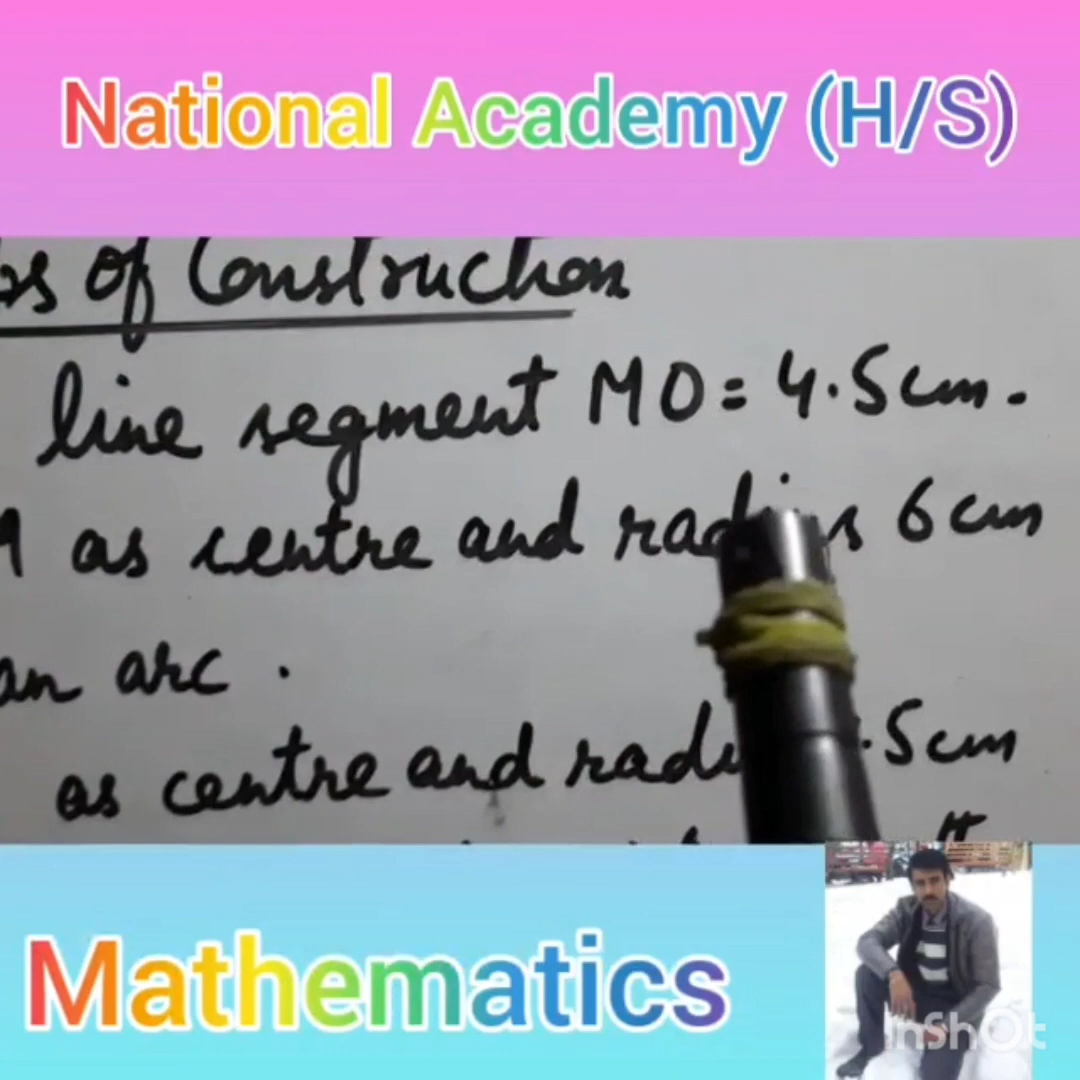 National Academy (H/S)
of Construction
line segment MO = 4.5cm.
as centre and radius 6cm
an arc.
as centre and 5cm
Mathematics
InShOt